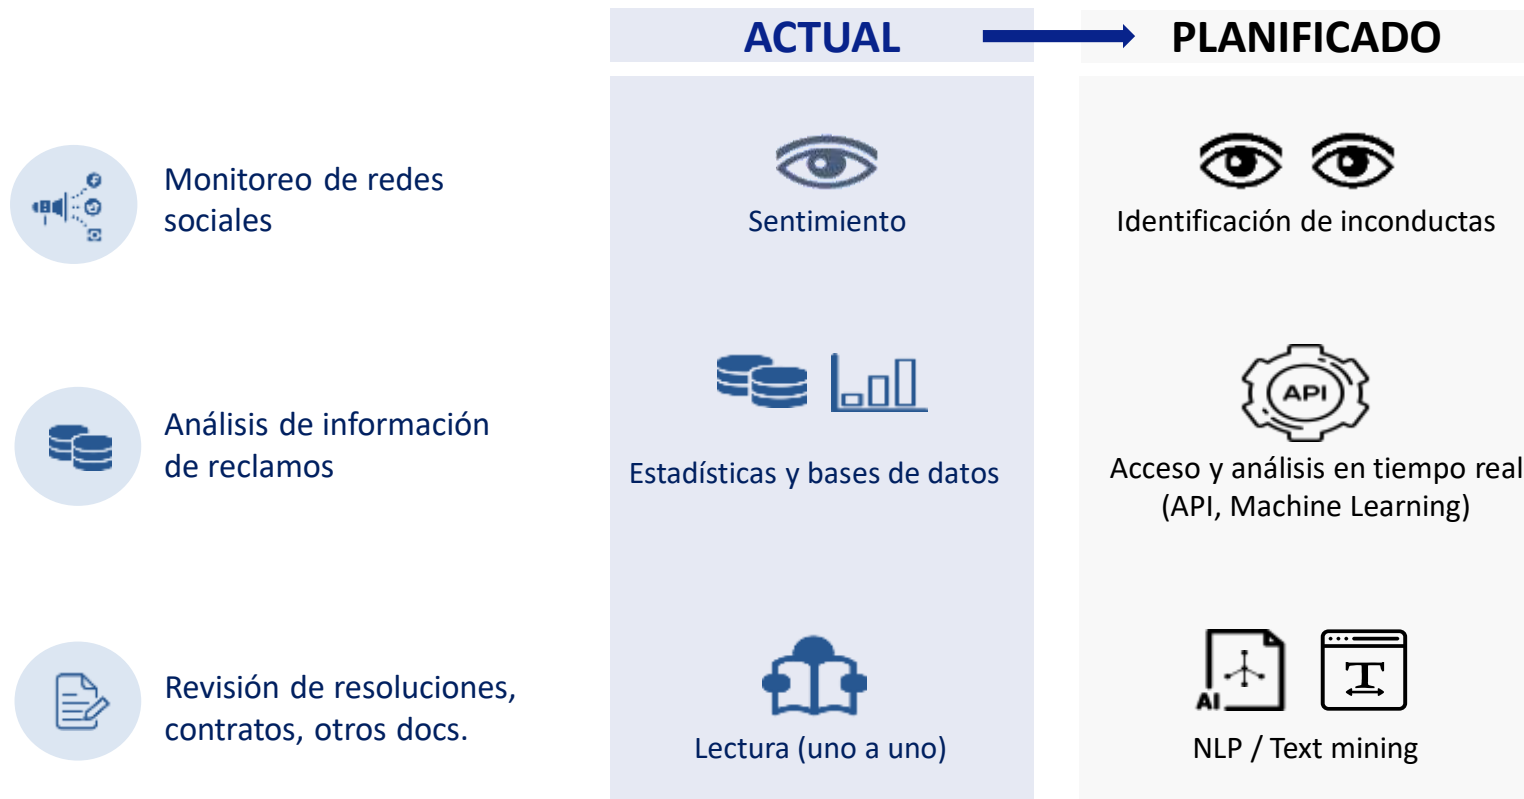 ACTUAL
PLANIFICADO
Monitoreo de redes
sociales
Sentimiento
Identificación de inconductas
Análisis de información
de reclamos
Estadísticas y bases de datos
API
Acceso y análisis en tiempo real
(API, Machine Learning)
Revisión de resoluciones,
contratos, otros docs.
Lectura (uno a uno)
AI
T
NLP / Text mining